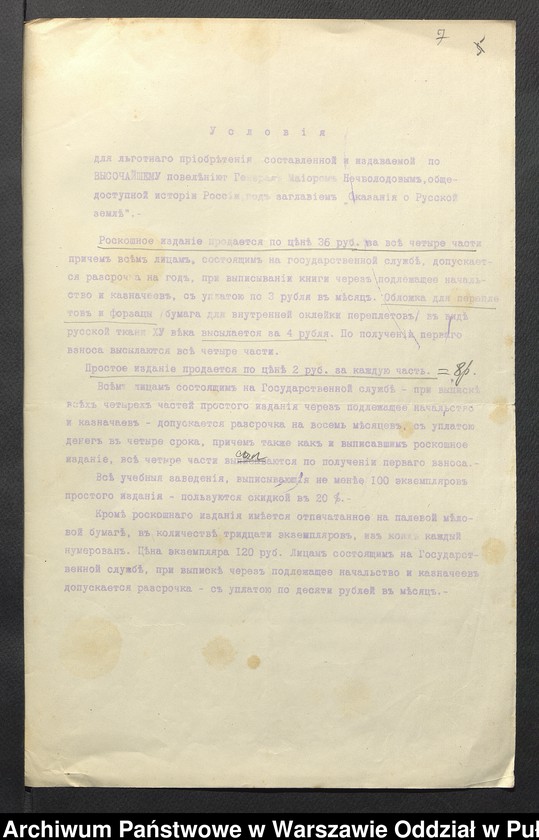 7 5
Условія
для льготнаго пріобрѣтенія составленной и издаваемой по
ВЫСОЧАЙШЕМУ повелѣнію Генералъ Маіоромъ Нечволодовымъ, обще-
доступной исторіи Россіи подъ заглавіемъ "Сказанія о Русской
землѣ".-
Роскошное изданіе продается по цѣнѣ 36 руб. за всѣ четыре части
причемъ всѣмъ лицамъ, состоящимъ на государственной службѣ, допускает-
ся разсрочка на годъ, при выписываніи книги черезъ подлежащее началь-
ство и казначеевъ, съ уплатою по 3 рубля въ мѣсяцъ. Обложка для перепле
товъ и форзацы /бумага для внутренней оклейки переплетовъ/ въ видѣ
русской ткани ХУ вѣка высылается за 4 рубля. По полученіи перваго
взноса высылаются всѣ четыре части.
Простое изданіе продается по цѣнѣ 2 руб. за каждую часть. = 8 р.
Всѣмъ лицамъ состоящимъ на Государственной службѣ - при выпискѣ
всѣхъ четырехъ частей простого изданія черезъ подлежащее начальство
и казначеевъ - допускается разсрочка на восемь мѣсяцевъ, съ уплатою
денегъ въ четыре срока, причемъ также какъ и выписавшимъ роскошное
изданіе, всѣ четыре части высылаются по полученіи перваго взноса.-
Всѣ учебныя заведенія, выписывающія не менѣе 100 экземпляровъ
простого изданія - пользуются скидкой въ 20 %.-
Кромѣ роскошнаго изданія имѣется отпечатанное на палевой мѣло-
вой бумагѣ, въ количествѣ тридцати экземпляровъ, изъ коихъ каждый
нумерованъ. Цѣна экземпляра 120 руб. Лицамъ состоящимъ на Государст-
венной службѣ, при выпискѣ черезъ подлежащее начальство и казначеевъ
допускается разсрочка - съ уплатою по десяти рублей въ мѣсяцъ.-
Archiwum Państwowe w Warszawie Oddział w Puł